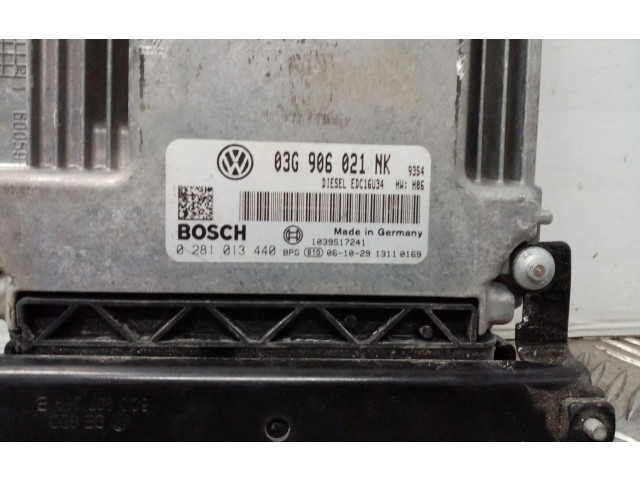 03G 906 021 NK 9354
DIESEL EDC16U34 HW: H06
BOSCH
Made in Germany
1039S17241
0 281 013 440 BPG 810 06-10-29 1311 0169